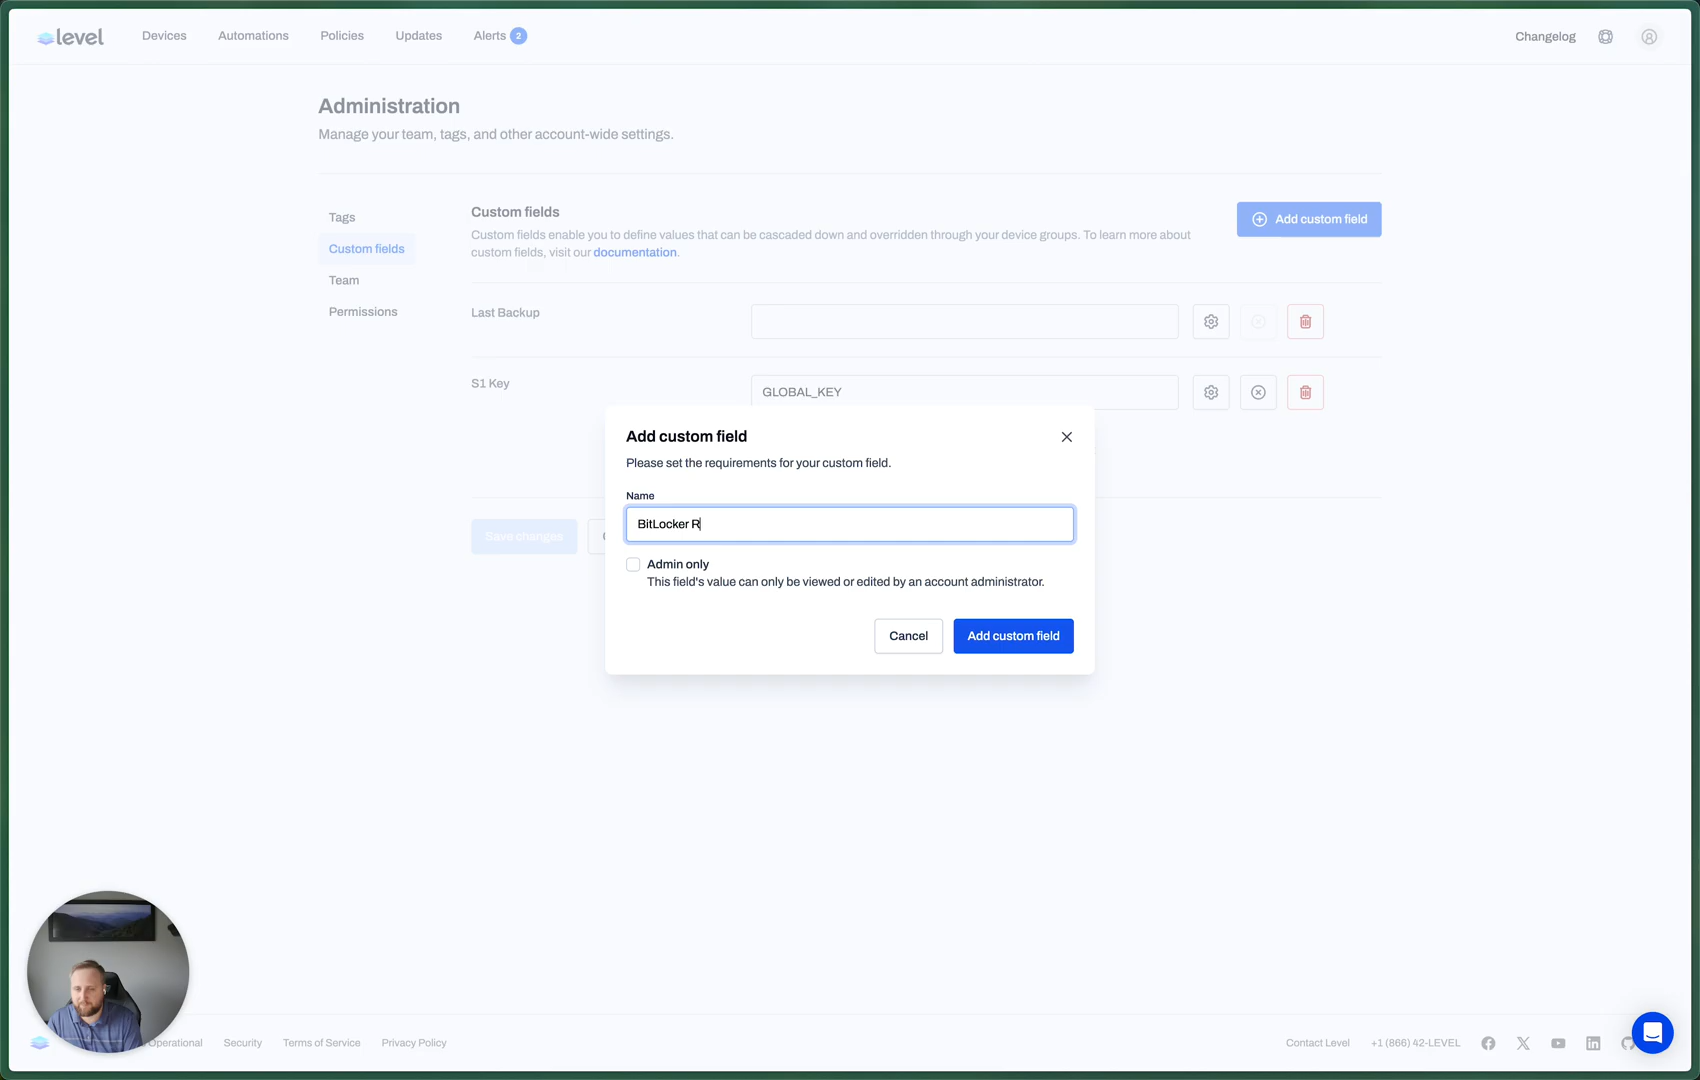 level
Devices
Automations
Policies
Updates
Alerts 2
Changelog
Administration
Manage your team, tags, and other account-wide settings.
Tags
Custom fields
Team
Permissions
Custom fields
Custom fields enable you to define values that can be cascaded down and overridden through your device groups. To learn more about
custom fields, visit our documentation.
Add custom field
Last Backup
S1 Key
GLOBAL_KEY
Save changes
Add custom field
Please set the requirements for your custom field.
Name
BitLocker R
Admin only
This field's value can only be viewed or edited by an account administrator.
Cancel
Add custom field
Operational
Security
Terms of Service
Privacy Policy
Contact Level
+1 (866) 42-LEVEL